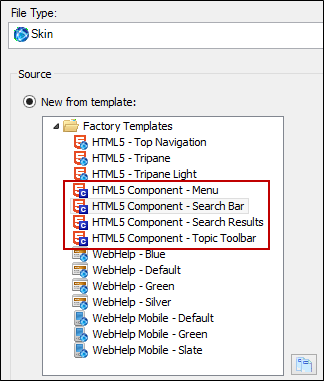 File Type:
Skin
Source
New from template:
Factory Templates
HTML5 - Top Navigation
HTML5 - Tripane
HTML5 - Tripane Light
HTML5 Component - Menu
HTML5 Component - Search Bar
HTML5 Component - Search Results
HTML5 Component - Topic Toolbar
WebHelp - Blue
WebHelp - Default
WebHelp - Green
WebHelp - Silver
WebHelp Mobile - Default
WebHelp Mobile - Green
WebHelp Mobile - Slate